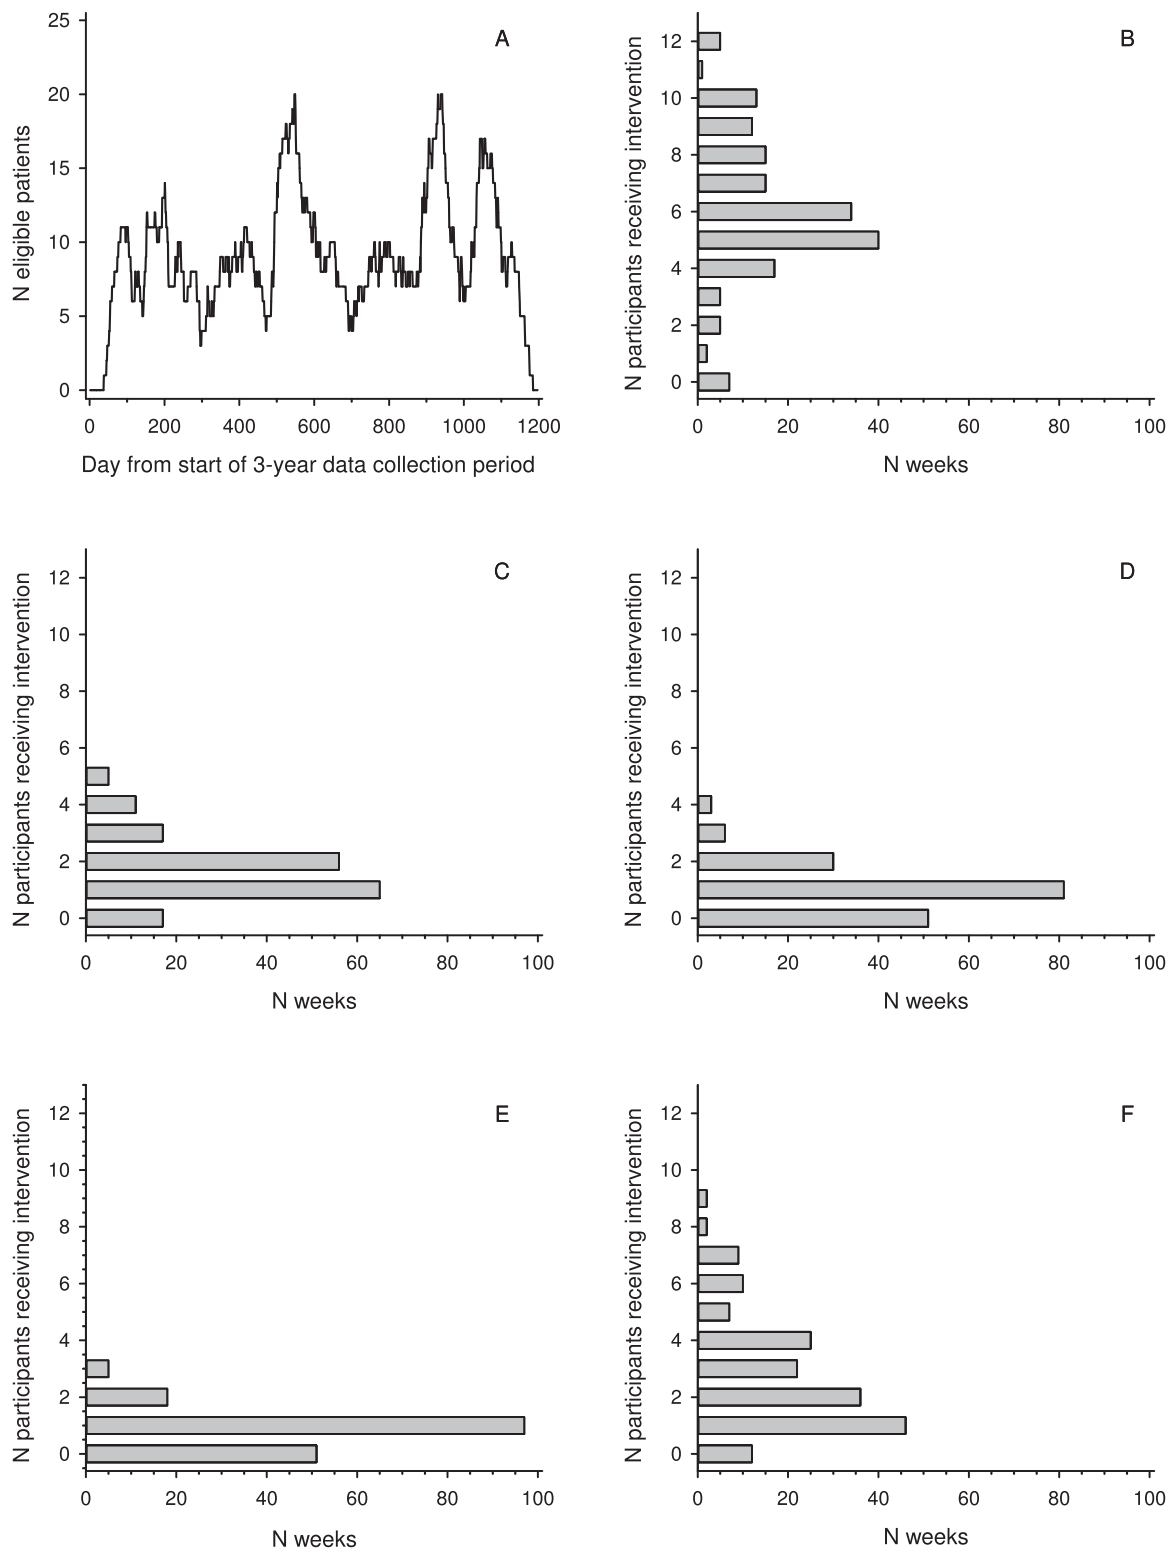 A
N eligible patients
25
20
15
10
5
0
0 200 400 600 800 1000 1200
Day from start of 3-year data collection period
B
N participants receiving intervention
12
10
8
6
4
2
0
0 20 40 60 80 100
N weeks
C
N participants receiving intervention
12
10
8
6
4
2
0
0 20 40 60 80 100
N weeks
D
N participants receiving intervention
12
10
8
6
4
2
0
0 20 40 60 80 100
N weeks
E
N participants receiving intervention
12
10
8
6
4
2
0
0 20 40 60 80 100
N weeks
F
N participants receiving intervention
12
10
8
6
4
2
0
0 20 40 60 80 100
N weeks